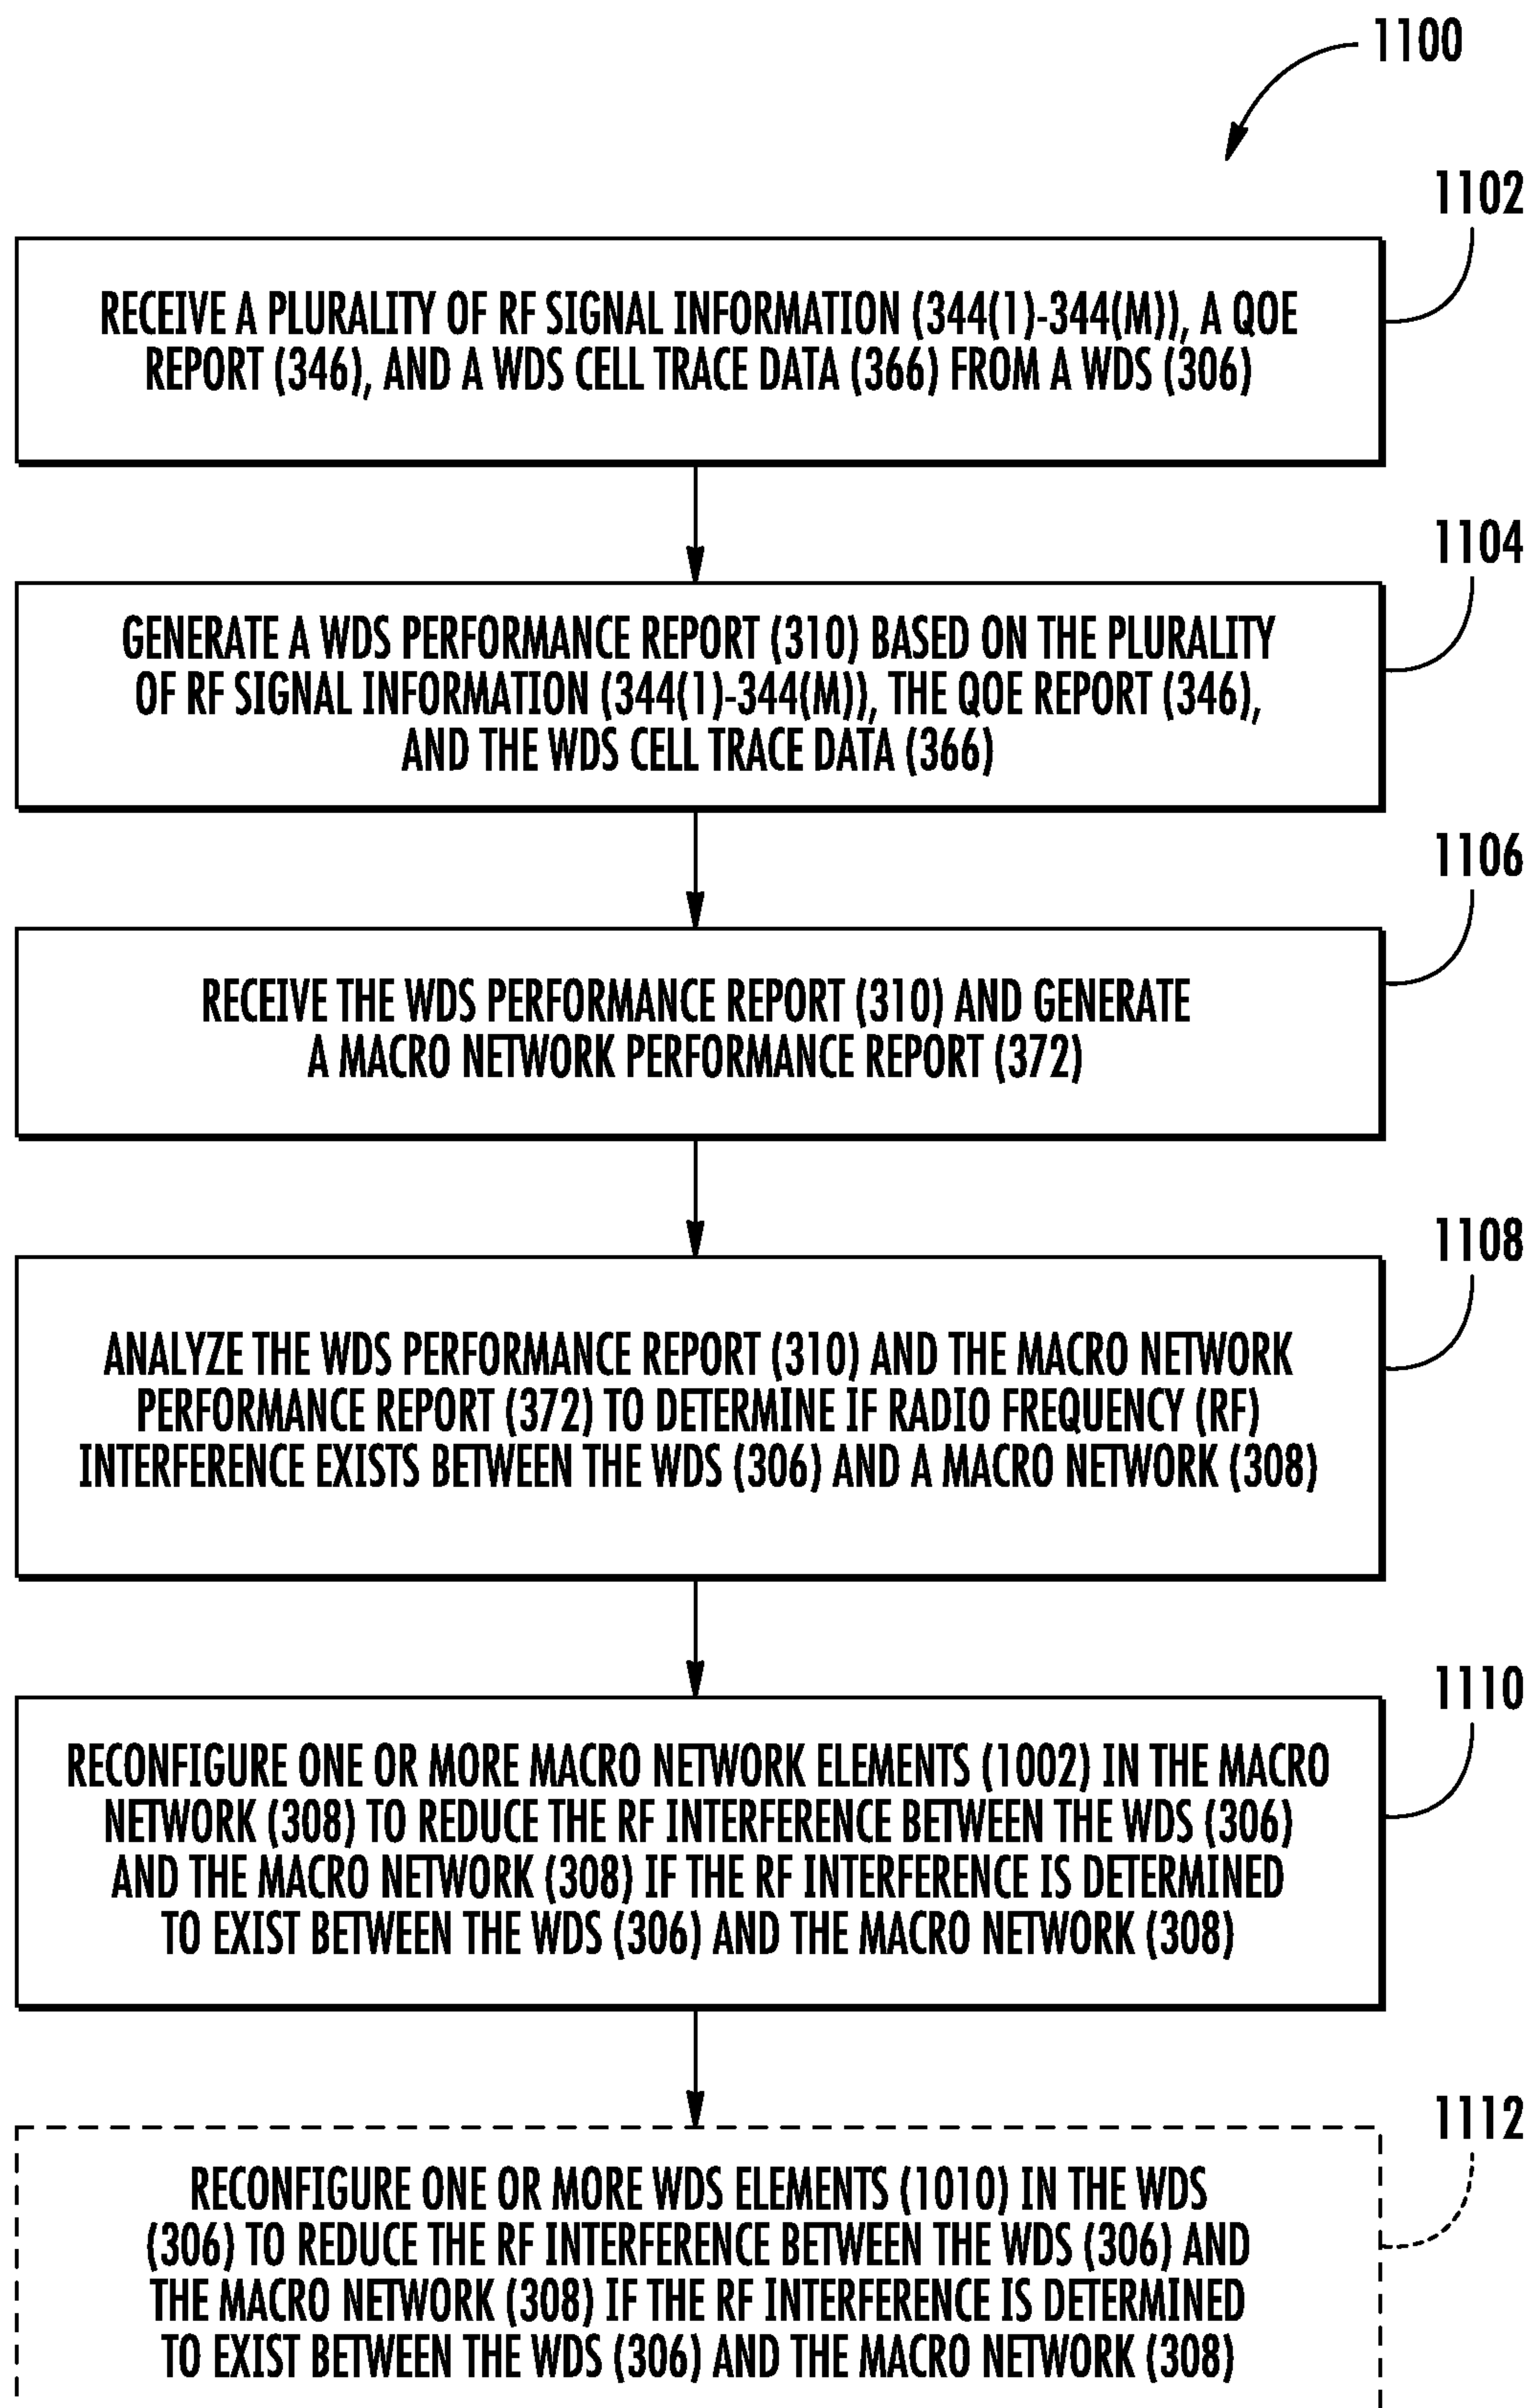 1100
1102
RECEIVE A PLURALITY OF RF SIGNAL INFORMATION (344(1)-344(M)), A QOE
REPORT (346), AND A WDS CELL TRACE DATA (366) FROM A WDS (306)
1104
GENERATE A WDS PERFORMANCE REPORT (310) BASED ON THE PLURALITY
OF RF SIGNAL INFORMATION (344(1)-344(M)), THE QOE REPORT (346),
AND THE WDS CELL TRACE DATA (366)
1106
RECEIVE THE WDS PERFORMANCE REPORT (310) AND GENERATE
A MACRO NETWORK PERFORMANCE REPORT (372)
1108
ANALYZE THE WDS PERFORMANCE REPORT (310) AND THE MACRO NETWORK
PERFORMANCE REPORT (372) TO DETERMINE IF RADIO FREQUENCY (RF)
INTERFERENCE EXISTS BETWEEN THE WDS (306) AND A MACRO NETWORK (308)
1110
RECONFIGURE ONE OR MORE MACRO NETWORK ELEMENTS (1002) IN THE MACRO
NETWORK (308) TO REDUCE THE RF INTERFERENCE BETWEEN THE WDS (306)
AND THE MACRO NETWORK (308) IF THE RF INTERFERENCE IS DETERMINED
TO EXIST BETWEEN THE WDS (306) AND THE MACRO NETWORK (308)
1112
RECONFIGURE ONE OR MORE WDS ELEMENTS (1010) IN THE WDS
(306) TO REDUCE THE RF INTERFERENCE BETWEEN THE WDS (306) AND
THE MACRO NETWORK (308) IF THE RF INTERFERENCE IS DETERMINED
TO EXIST BETWEEN THE WDS (306) AND THE MACRO NETWORK (308)